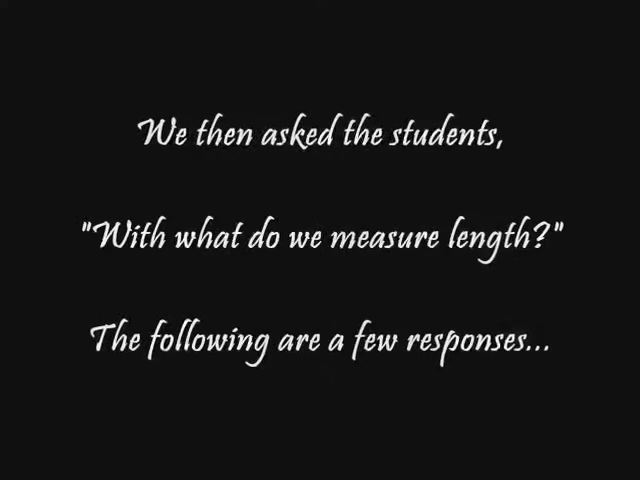 We then asked the students,
"With what do we measure length?"
The following are a few responses...